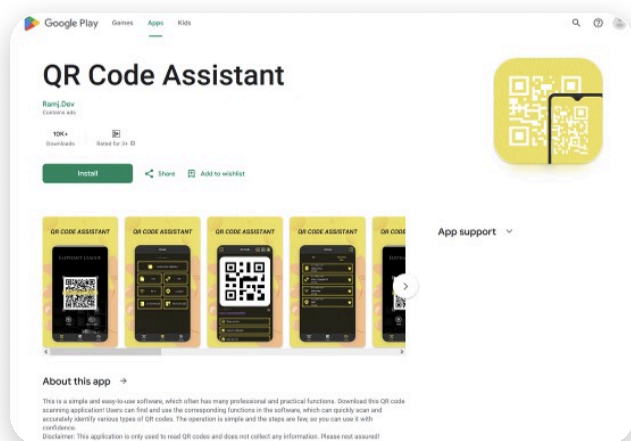 Google Play Games Apps Kids
QR Code Assistant
Ramj.Dev
Contains ads
10K+
Downloads Rated for 3+
Install Share Add to wishlist
QR CODE ASSISTANT QR CODE ASSISTANT QR CODE ASSISTANT QR CODE ASSISTANT QR COD
App support
About this app
This is a simple and easy-to-use software, which often has many professional and practical functions. Download this QR code
scanning application! Users can find and use the corresponding functions in the software, which can quickly scan and
accurately identify various types of QR codes. The operation is simple and the steps are few, so you can use it with
confidence.
Disclaimer: This application is only used to read QR codes and does not collect any information. Please rest assured!